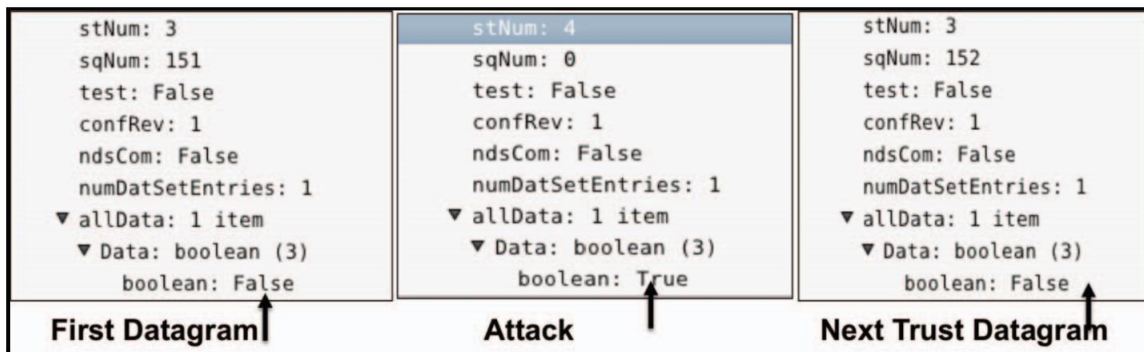 stNum: 3
sqNum: 151
test: False
confRev: 1
ndsCom: False
numDatSetEntries: 1
allData: 1 item
Data: boolean (3)
boolean: False
First Datagram
stNum: 4
sqNum: 0
test: False
confRev: 1
ndsCom: False
numDatSetEntries: 1
allData: 1 item
Data: boolean (3)
boolean: True
Attack
stNum: 3
sqNum: 152
test: False
confRev: 1
ndsCom: False
numDatSetEntries: 1
allData: 1 item
Data: boolean (3)
boolean: False
Next Trust Datagram